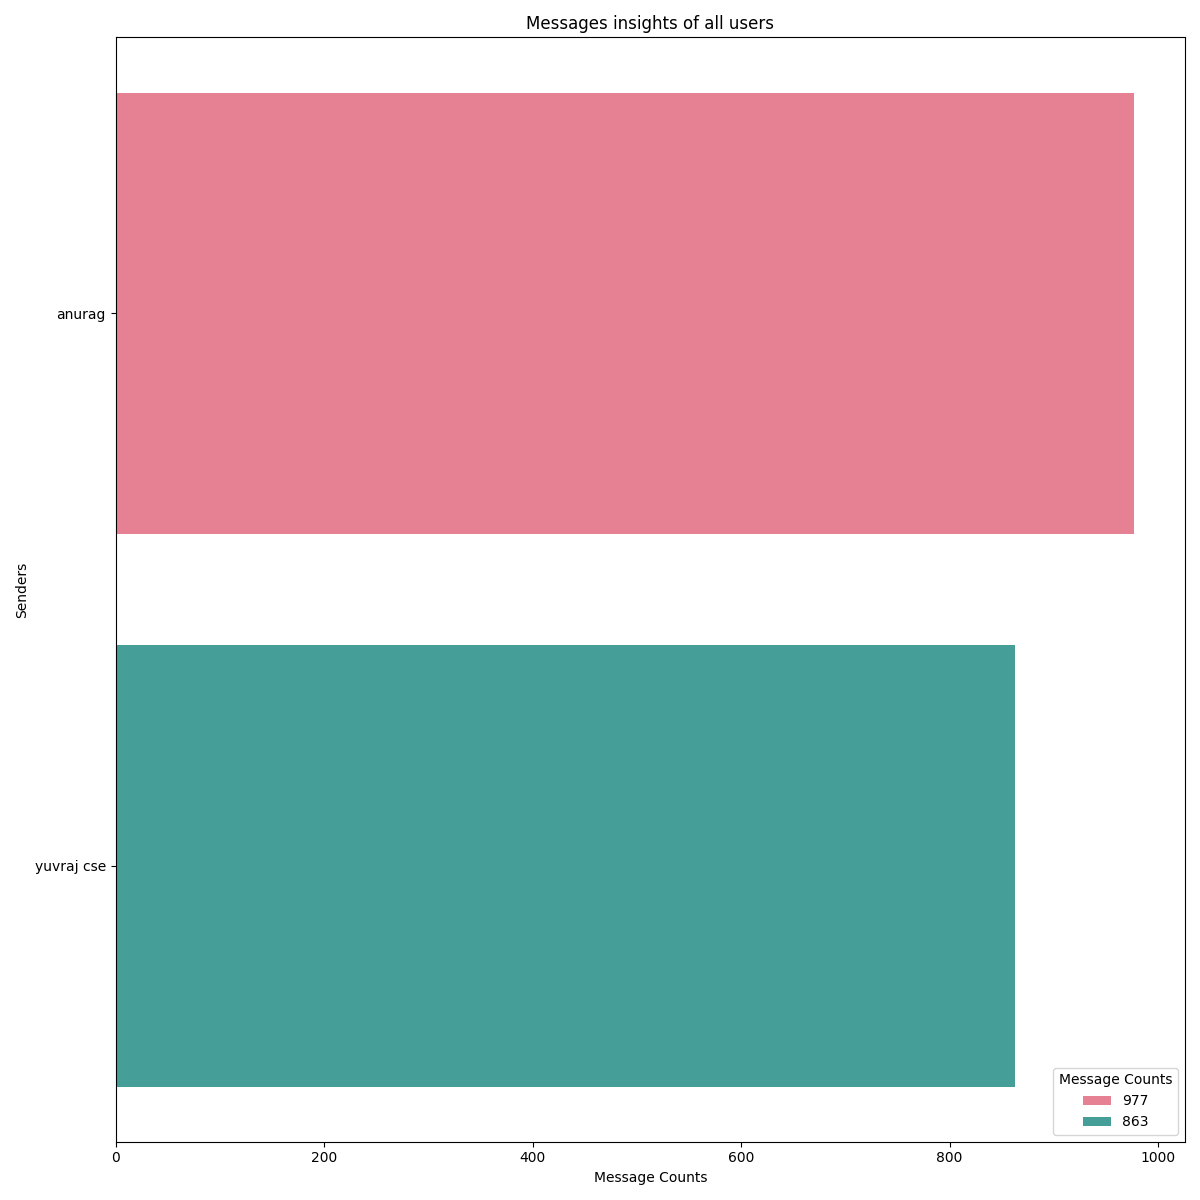 Messages insights of all users
Senders
anurag
yuvraj cse
Message Counts
977
863
0 200 400 600 800 1000
Message Counts